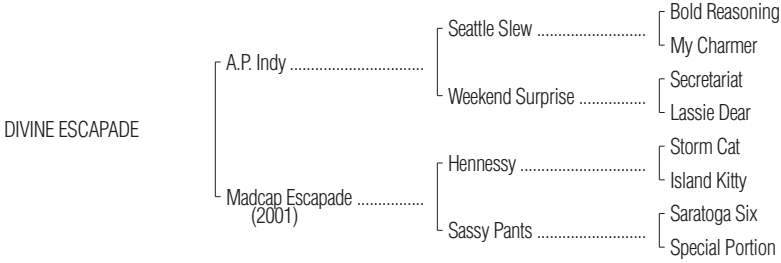 Bold Reasoning
Seattle Slew ..........................
My Charmer
A.P. Indy ................................
Secretariat
Weekend Surprise ................
Lassie Dear
DIVINE ESCAPADE
Storm Cat
Hennessy ..............................
Island Kitty
Madcap Escapade ................
(2001)
Saratoga Six
Sassy Pants ..........................
Special Portion